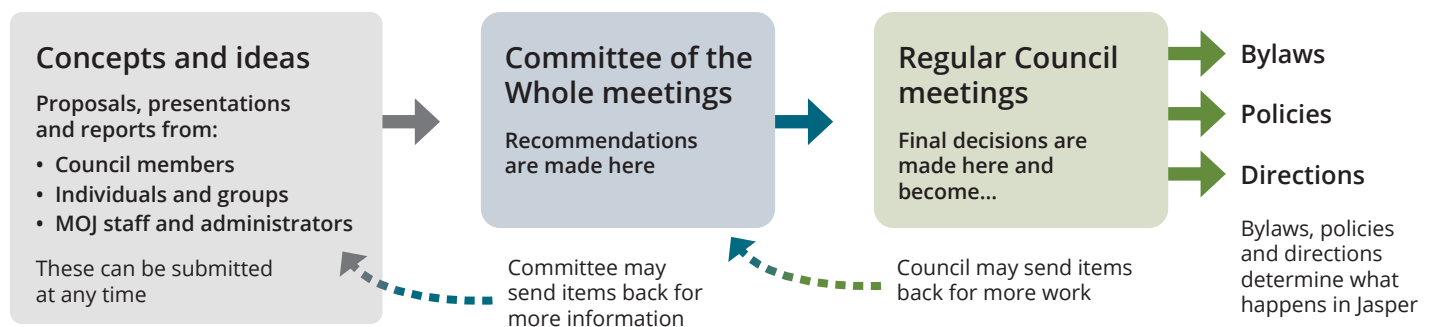 Concepts and ideas
Proposals, presentations
and reports from:
• Council members
• Individuals and groups
• MOJ staff and administrators
These can be submitted
at any time
Committee of the
Whole meetings
Recommendations
are made here
Committee may
send items back for
more information
Regular Council
meetings
Final decisions are
made here and
become...
Council may send items
back for more work
Bylaws
Policies
Directions
Bylaws, policies
and directions
determine what
happens in Jasper